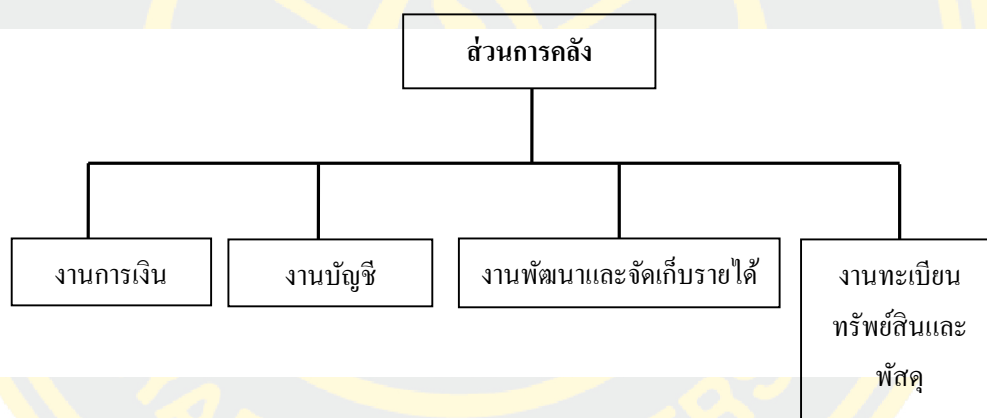 ส่วนการคลัง
งานการเงิน
งานบัญชี
งานพัฒนาและจัดเก็บรายได้
งานทะเบียน
ทรัพย์สินและ
พัสดุ